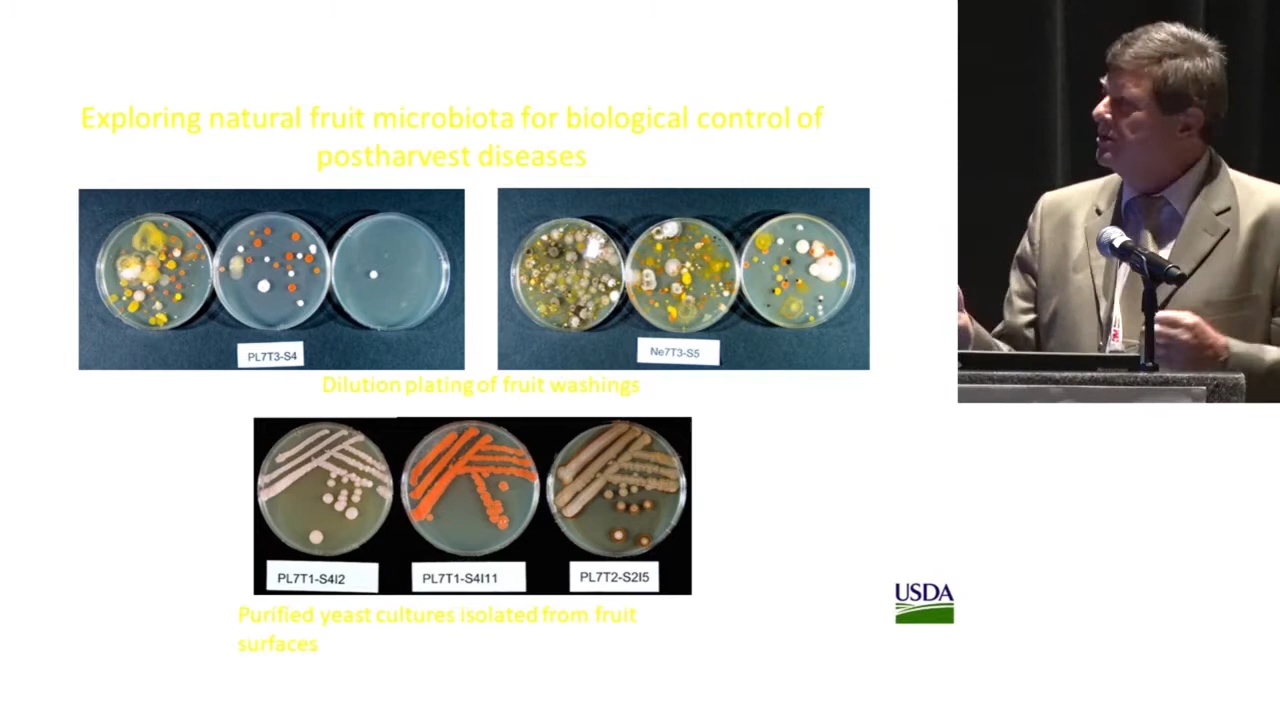 Exploring natural fruit microbiota for biological control of
postharvest diseases
PL7T3-S4
Ne7T3-S5
Dilution plating of fruit washings
PL7T1-S4I2
PL7T1-S4I11
PL7T2-S2I5
Purified yeast cultures isolated from fruit
surfaces
USDA